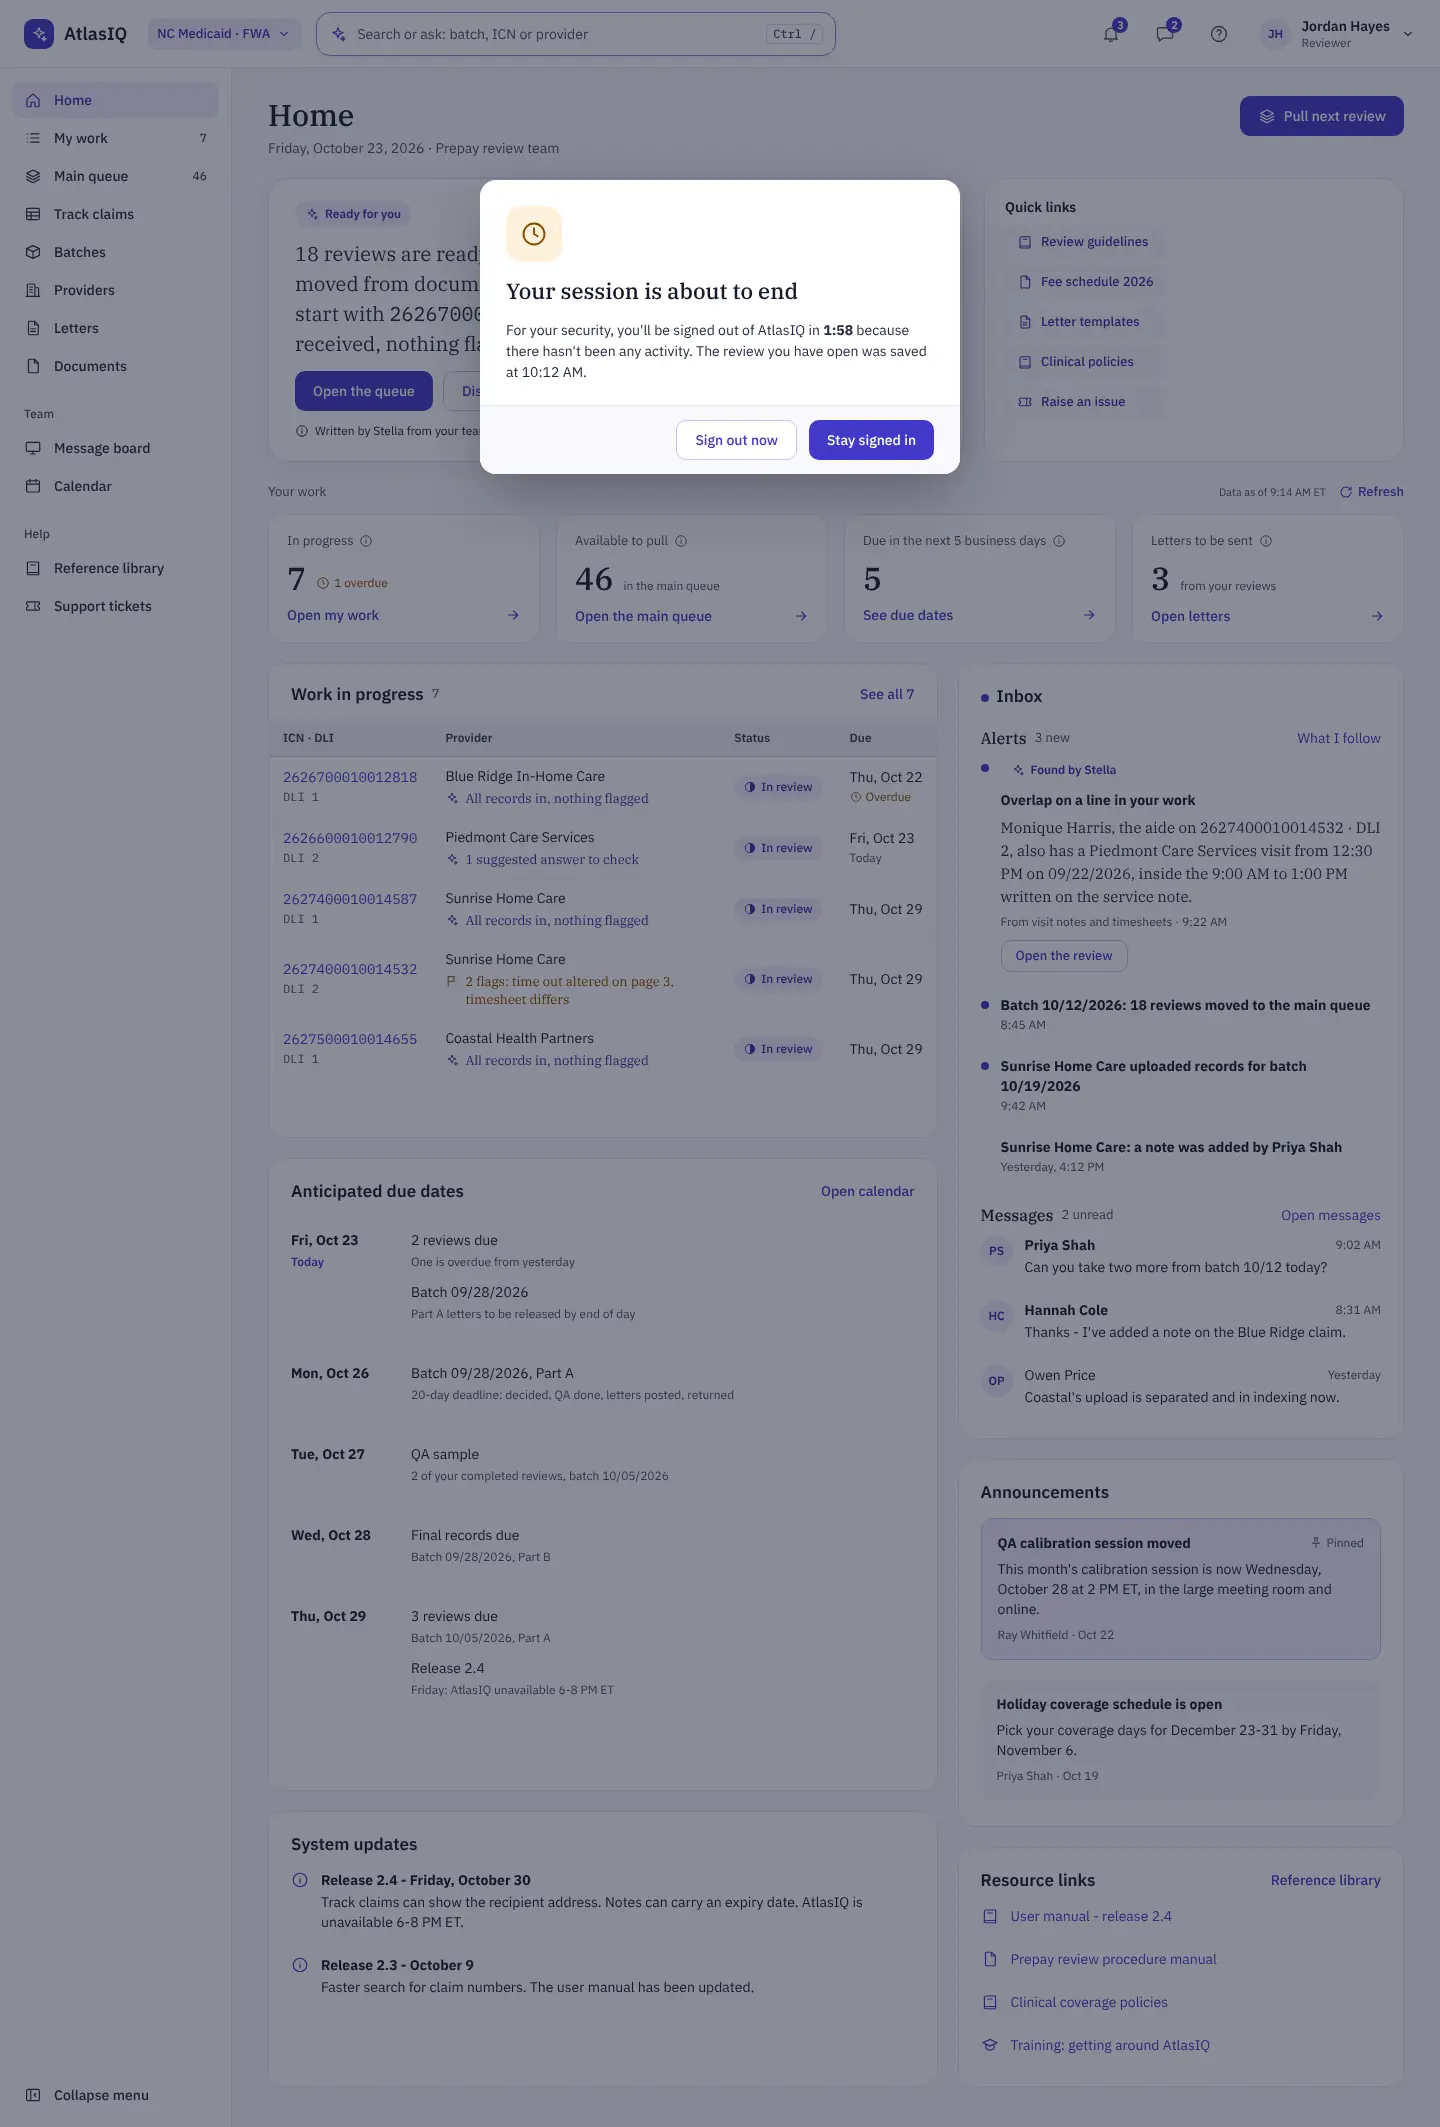 AtlasIQ
NC Medicaid · FWA
Search or ask: batch, ICN or provider
Ctrl /
3
2
JH
Jordan Hayes
Reviewer
Home
My work
7
Main queue
46
Track claims
Batches
Providers
Letters
Documents
Team
Message board
Calendar
Help
Reference library
Support tickets
Collapse menu
Home
Friday, October 23, 2026 · Prepay review team
Pull next review
Ready for you
18 reviews are
moved from
start with
received, nothing
Open the queue
Written by Stella from your
Your session is about to end
For your security, you'll be signed out of AtlasIQ in 1:58 because
there hasn't been any activity. The review you have open was saved
at 10:12 AM.
Sign out now
Stay signed in
Quick links
Review guidelines
Fee schedule 2026
Letter templates
Clinical policies
Raise an issue
Your work
Data as of 9:14 AM ET
Refresh
In progress
7
1 overdue
Open my work
Available to pull
46
in the main queue
Open the main queue
Due in the next 5 business days
5
See due dates
Letters to be sent
3
from your reviews
Open letters
Work in progress 7
See all 7
ICN · DLI
Provider
Status
Due
2626700010012818
DLI 1
Blue Ridge In-Home Care
All records in, nothing flagged
In review
Thu, Oct 22
Overdue
2626600010012790
DLI 2
Piedmont Care Services
1 suggested answer to check
In review
Fri, Oct 23
Today
2627400010014587
DLI 1
Sunrise Home Care
All records in, nothing flagged
In review
Thu, Oct 29
2627400010014532
DLI 2
Sunrise Home Care
2 flags: time out altered on page 3,
timesheet differs
In review
Thu, Oct 29
2627500010014655
DLI 1
Coastal Health Partners
All records in, nothing flagged
In review
Thu, Oct 29
Anticipated due dates
Open calendar
Fri, Oct 23
Today
2 reviews due
One is overdue from yesterday
Batch 09/28/2026
Part A letters to be released by end of day
Mon, Oct 26
Batch 09/28/2026, Part A
20-day deadline: decided, QA done, letters posted, returned
Tue, Oct 27
QA sample
2 of your completed reviews, batch 10/05/2026
Wed, Oct 28
Final records due
Batch 09/28/2026, Part B
Thu, Oct 29
3 reviews due
Batch 10/05/2026, Part A
Release 2.4
Friday: AtlasIQ unavailable 6-8 PM ET
System updates
Release 2.4 - Friday, October 30
Track claims can show the recipient address. Notes can carry an expiry date. AtlasIQ is
unavailable 6-8 PM ET.
Release 2.3 - October 9
Faster search for claim numbers. The user manual has been updated.
Inbox
Alerts 3 new
What I follow
Found by Stella
Overlap on a line in your work
Monique Harris, the aide on 2627400010014532 · DLI
2, also has a Piedmont Care Services visit from 12:30
PM on 09/22/2026, inside the 9:00 AM to 1:00 PM
written on the service note.
From visit notes and timesheets · 9:22 AM
Open the review
Batch 10/12/2026: 18 reviews moved to the main queue
8:45 AM
Sunrise Home Care uploaded records for batch
10/19/2026
9:42 AM
Sunrise Home Care: a note was added by Priya Shah
Yesterday, 4:12 PM
Messages 2 unread
Open messages
PS
Priya Shah
9:02 AM
Can you take two more from batch 10/12 today?
HC
Hannah Cole
8:31 AM
Thanks - I've added a note on the Blue Ridge claim.
OP
Owen Price
Yesterday
Coastal's upload is separated and in indexing now.
Announcements
QA calibration session moved
Pinned
This month's calibration session is now Wednesday,
October 28 at 2 PM ET, in the large meeting room and
online.
Ray Whitfield · Oct 22
Holiday coverage schedule is open
Pick your coverage days for December 23-31 by Friday,
November 6.
Priya Shah · Oct 19
Resource links
Reference library
User manual - release 2.4
Prepay review procedure manual
Clinical coverage policies
Training: getting around AtlasIQ